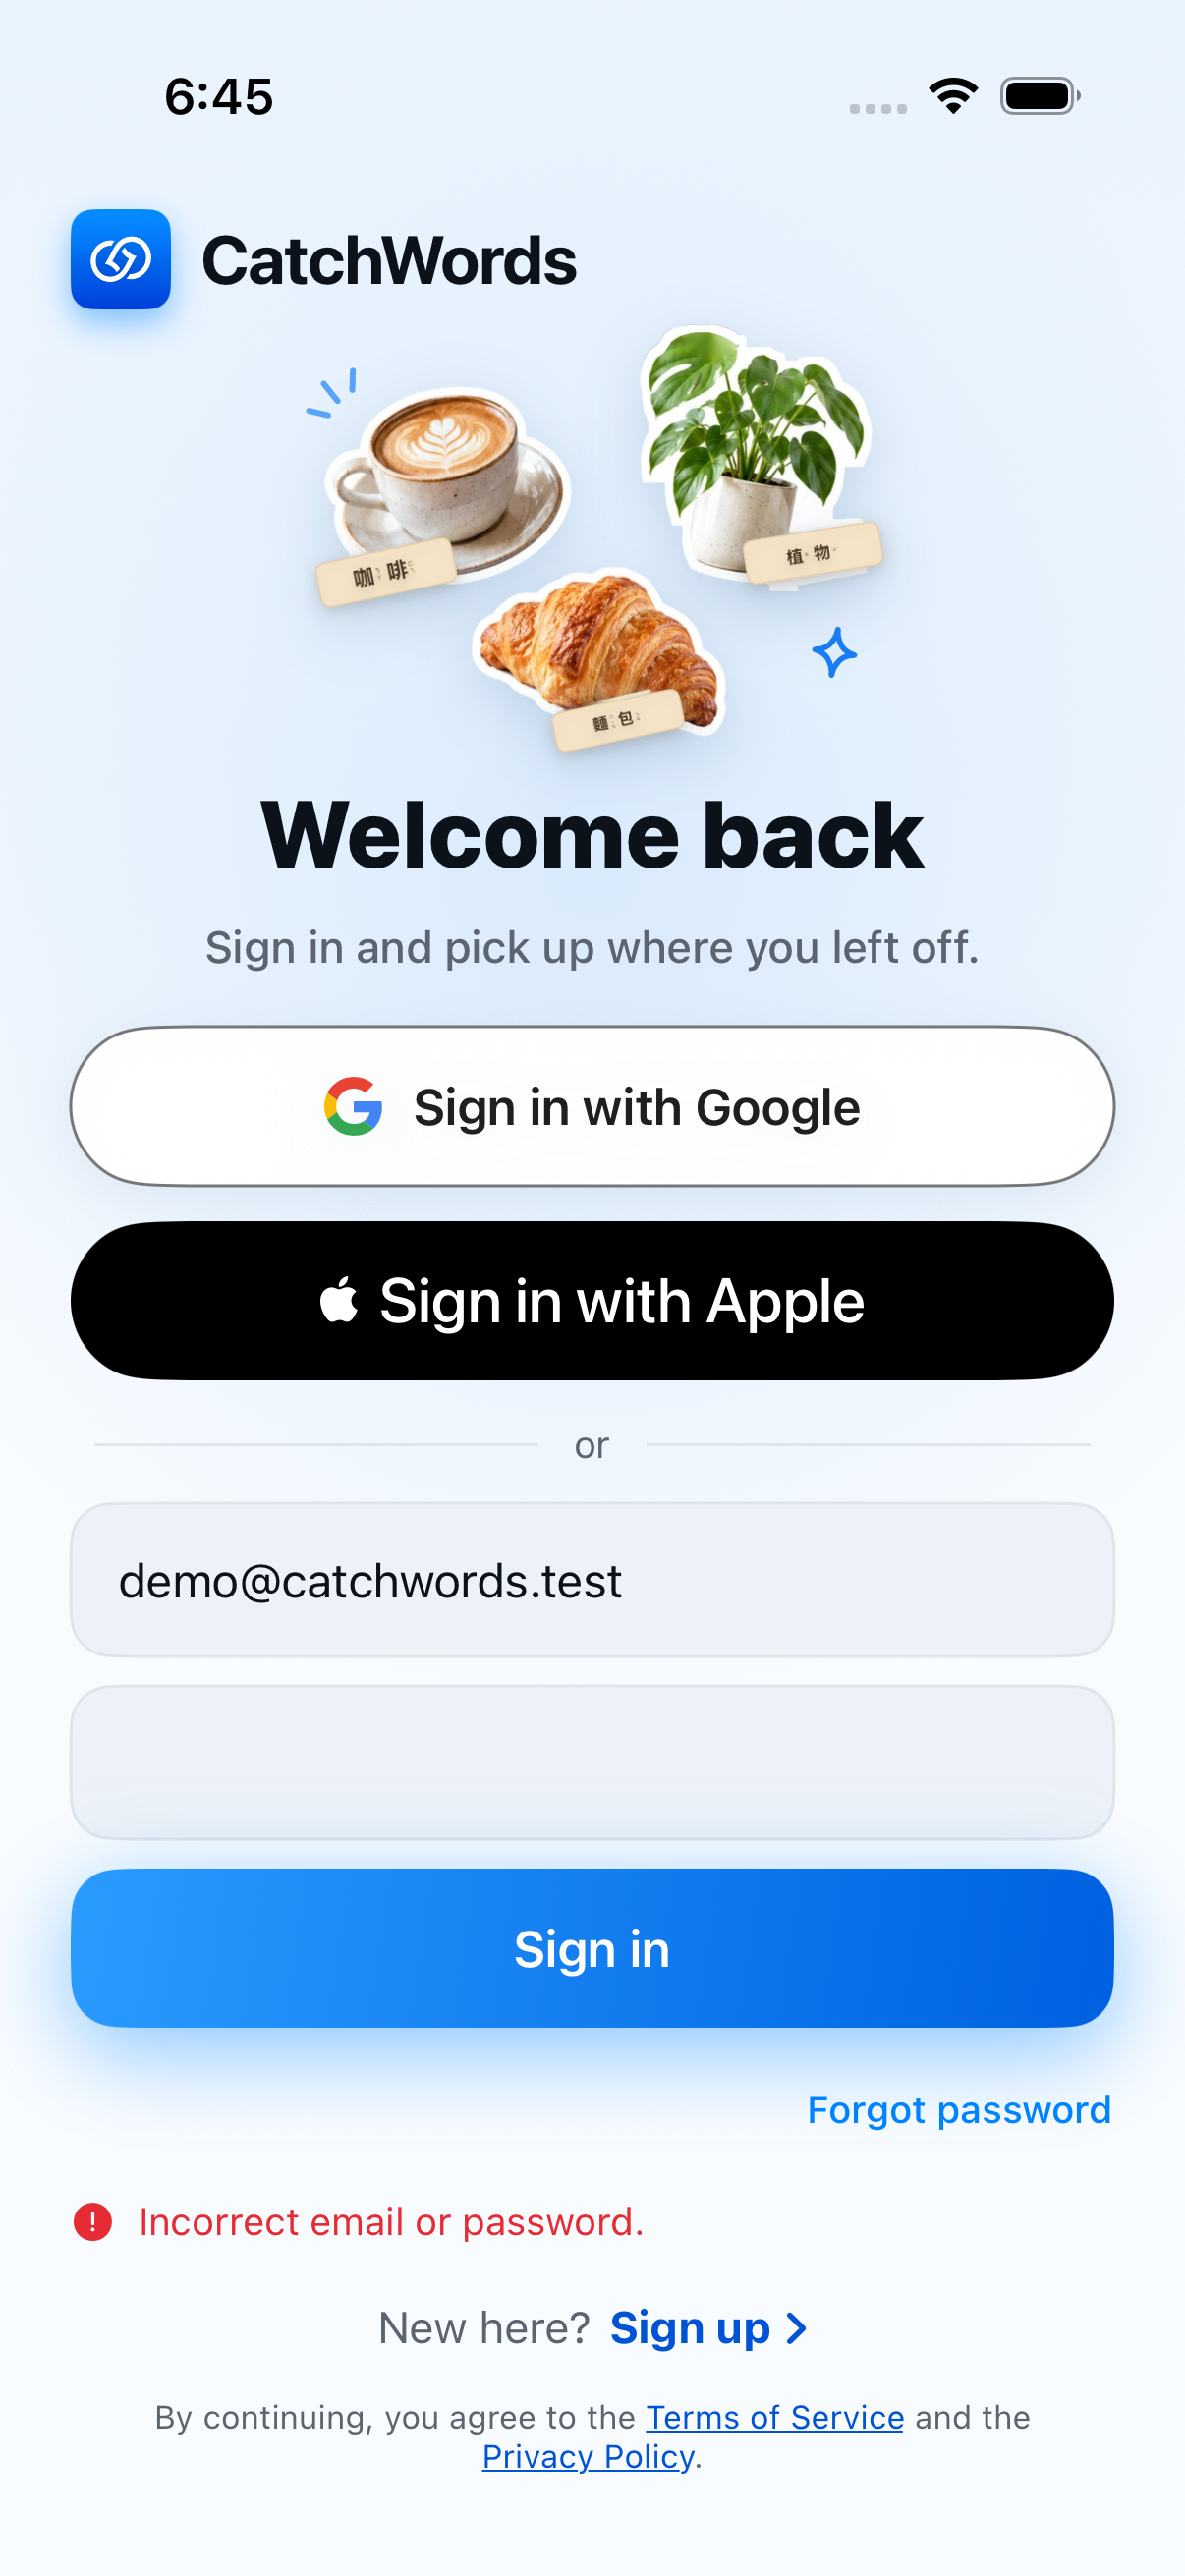 6:45
CatchWords
咖啡
植物
麵包
Welcome back
Sign in and pick up where you left off.
Sign in with Google
Sign in with Apple
or
demo@catchwords.test
Sign in
Forgot password
Incorrect email or password.
New here? Sign up
By continuing, you agree to the Terms of Service and the
Privacy Policy.